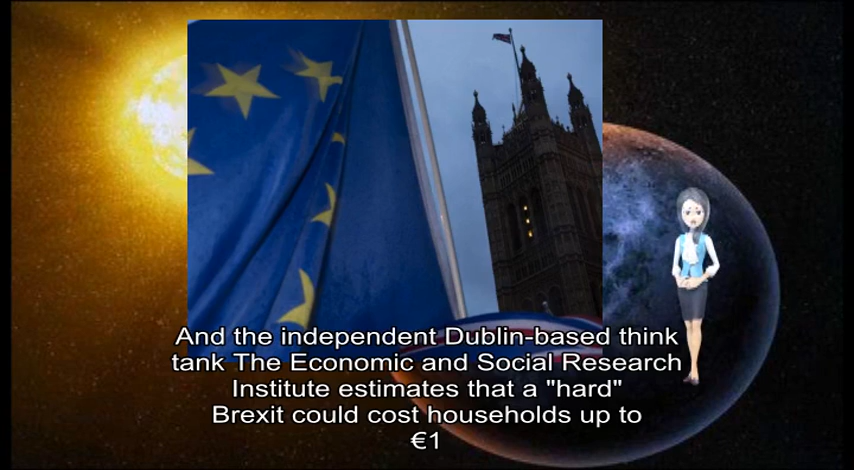 And the independent Dublin-based think
tank The Economic and Social Research
Institute estimates that a "hard"
Brexit could cost households up to
€1